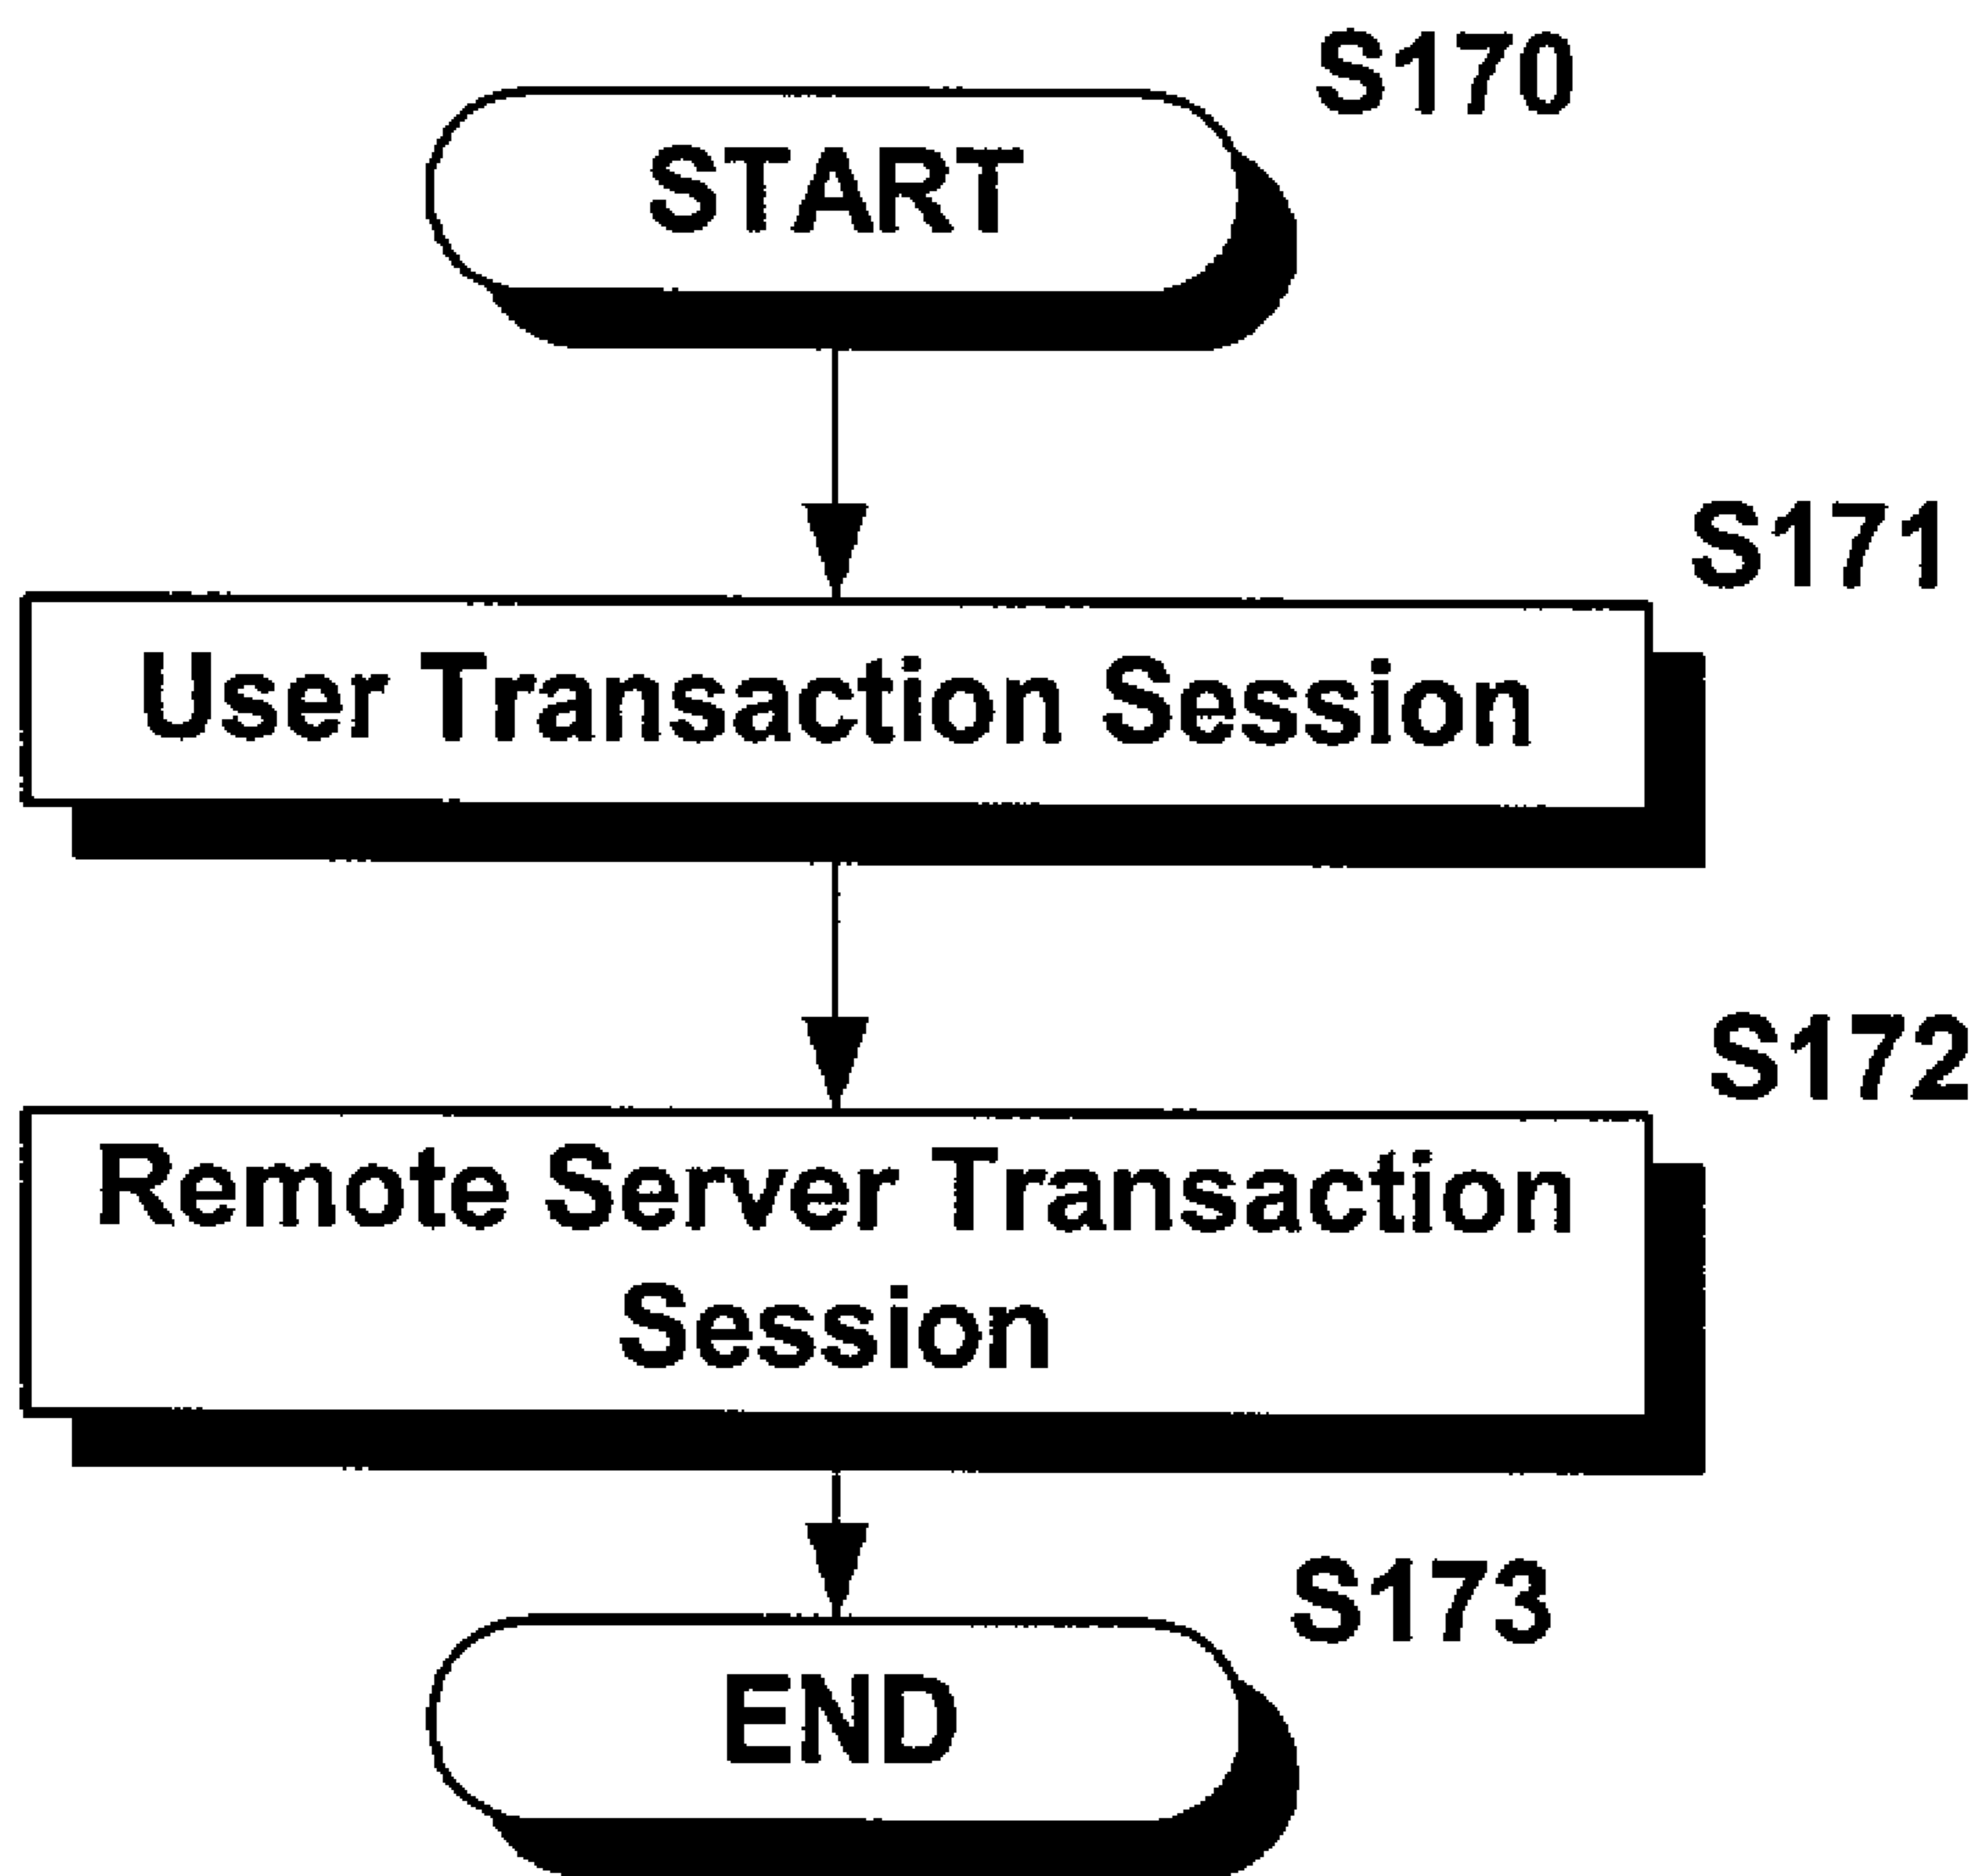 S170
START
S171
User Transaction Session
S172
Remote Server Transaction
Session
S173
END